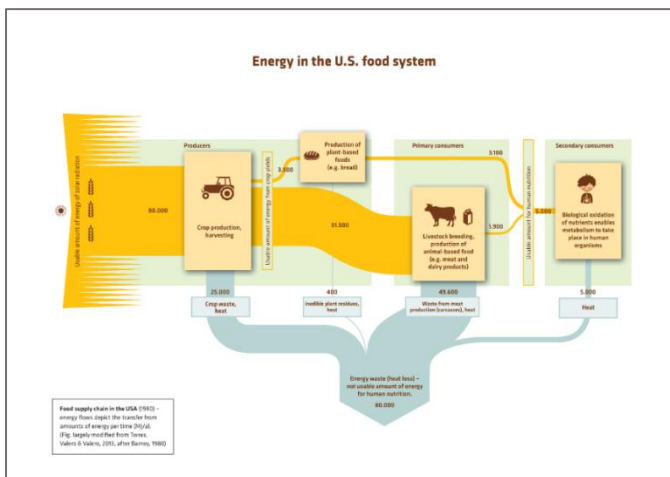 Energy in the U.S. food system
Producers
Primary consumers
Secondary consumers
Usable amount of energy of solar radiation
80.000
Crop production,
harvesting
Usable amount of energy from crop yields
Production of
plant-based
foods
(e.g. bread)
3.100
51.500
Livestock breeding,
production of
animal-based food
(e.g. meat and
dairy products)
1.900
Usable amount for human nutrition
5.000
Biological oxidation
of nutrients enables
metabolism to take
place in human
organisms
25.000
Crop waste,
heat
400
Inedible plant residues,
heat
49.600
Waste from meat
production (carcasses), heat
5.000
Heat
Energy waste (heat loss) –
not usable amount of energy
for human nutrition.
80.000
Food supply chain in the USA (1980) –
energy flows depict the transfer from
amounts of energy per time (MJ/a).
(Fig. largely modified from Torres,
Valero & Valero, 2013, after Barney, 1980)